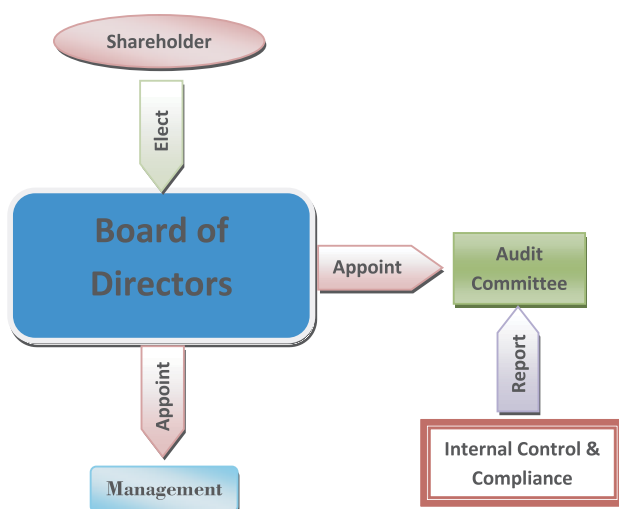 Shareholder
Elect
Board of
Directors
Appoint
Audit
Committee
Report
Appoint
Internal Control &
Compliance
Management